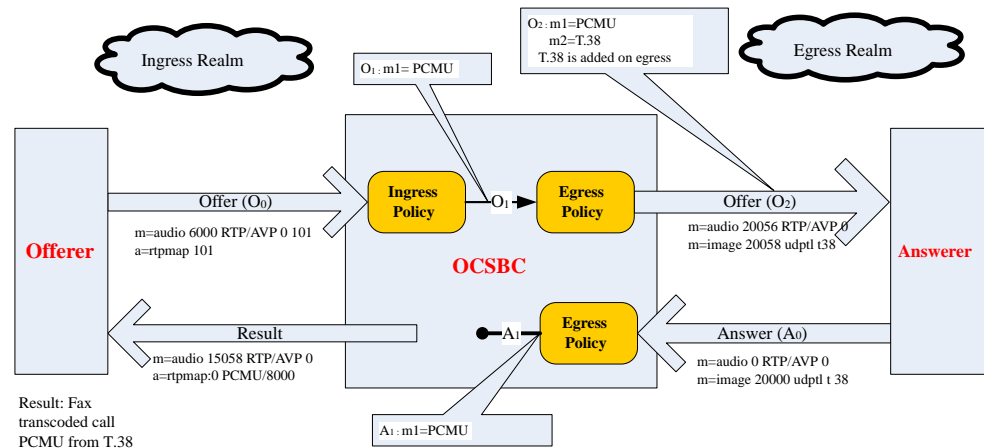 Ingress Realm
O₁ : m1= PCMU
O₂ : m1=PCMU
m2=T.38
T.38 is added on egress
Egress Realm
Offerer
Offer (O₀)
m=audio 6000 RTP/AVP 0 101
a=rtpmap 101
Ingress
Policy
O₁
Egress
Policy
Offer (O₂)
m=audio 20056 RTP/AVP 0
m=image 20058 udptl t38
OCSBC
Answerer
Result
m=audio 15058 RTP/AVP 0
a=rtpmap:0 PCMU/8000
A₁
Egress
Policy
Answer (A₀)
m=audio 0 RTP/AVP 0
m=image 20000 udptl t 38
Result: Fax
transcoded call
PCMU from T.38
A₁ : m1=PCMU